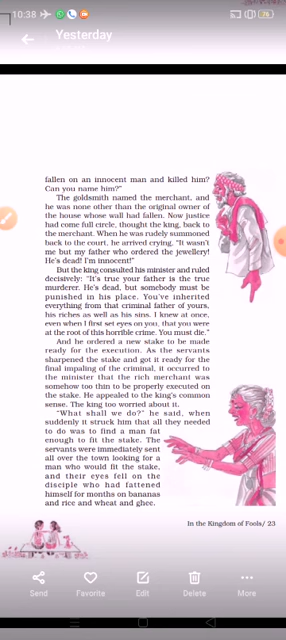 10:38
75
Yesterday
fallen on an innocent man and killed him?
Can you name him?"
The goldsmith named the merchant, and
he was none other than the original owner of
the house whose wall had fallen. Now justice
had come full circle, thought the king, back to
the merchant. When he was rudely summoned
back to the court, he arrived crying, "It wasn't
me but my father who ordered the jewellery!
He's dead! I'm innocent!"
But the king consulted his minister and ruled
decisively: "It's true your father is the true
murderer. He's dead, but somebody must be
punished in his place. You've inherited
everything from that criminal father of yours,
his riches as well as his sins. I knew at once,
even when I first set eyes on you, that you were
at the root of this horrible crime. You must die."
And he ordered a new stake to be made
ready for the execution. As the servants
sharpened the stake and got it ready for the
final impaling of the criminal, it occurred to
the minister that the rich merchant was
somehow too thin to be properly executed on
the stake. He appealed to the king's common
sense. The king too worried about it.
"What shall we do?" he said, when
suddenly it struck him that all they needed
to do was to find a man fat
enough to fit the stake. The
servants were immediately sent
all over the town looking for a
man who would fit the stake,
and their eyes fell on the
disciple who had fattened
himself for months on bananas
and rice and wheat and ghee.
In the Kingdom of Fools/ 23
Send
Favorite
Edit
Delete
More